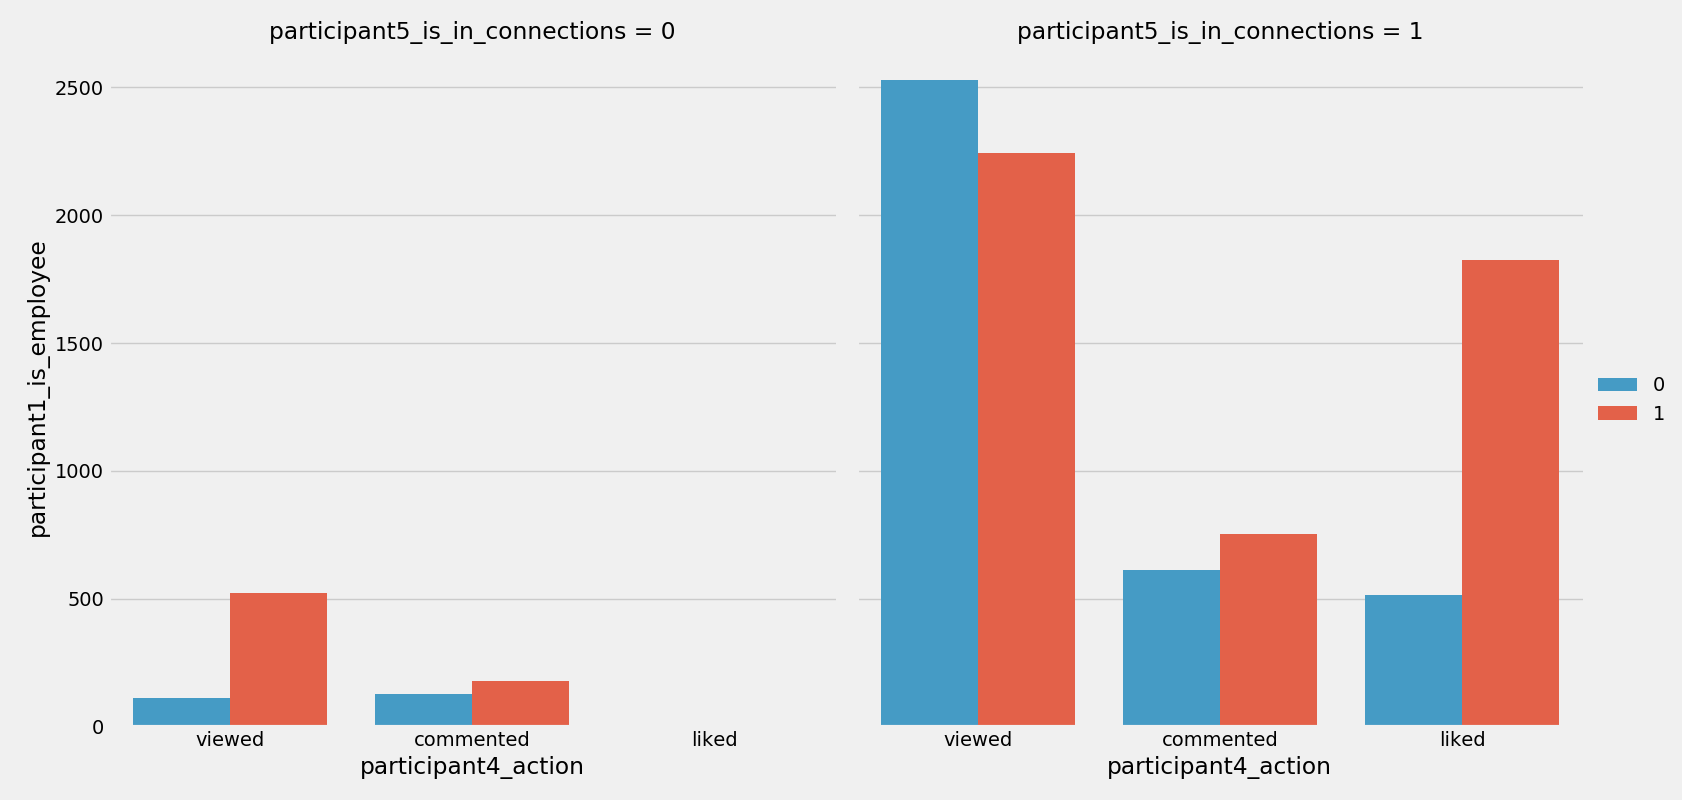 participant5_is_in_connections = 0
participant5_is_in_connections = 1
participant1_is_employee
2500
2000
1500
1000
500
0
viewed commented liked
viewed commented liked
participant4_action
participant4_action
0
1